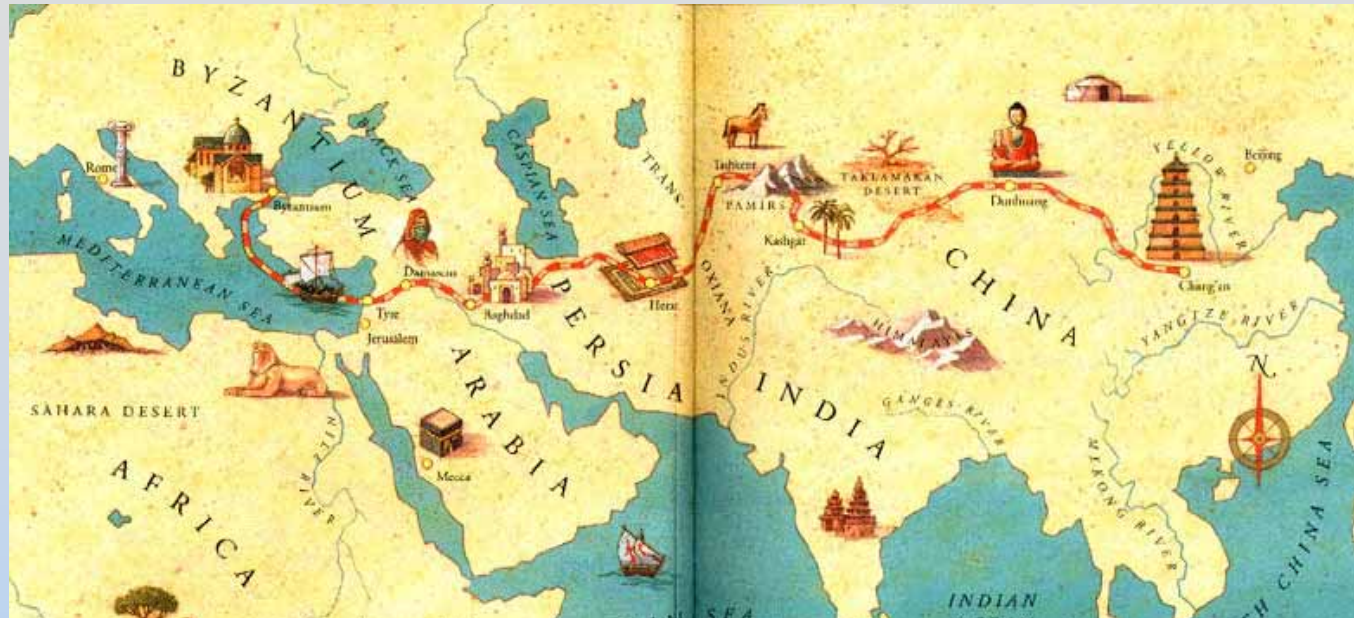 BYZANTIUM
BLACK SEA
CASPIAN SEA
TRANS-
OXIANA
Rome
Byzantium
MEDITERRANEAN SEA
Tyre
Damascus
Baghdad
Jerusalem
Herat
PERSIA
ARABIA
Mecca
SAHARA DESERT
AFRICA
NILE RIVER
Tashkent
PAMIRS
Kashgar
TAKLAMAKAN
DESERT
Dunhuang
YELLOW RIVER
Beijing
Chang'an
CHINA
INDUS RIVER
HIMALAYAS
INDIA
GANGES RIVER
YANGTZE RIVER
MEKONG RIVER
N
TH CHINA SEA
SEA
INDIAN